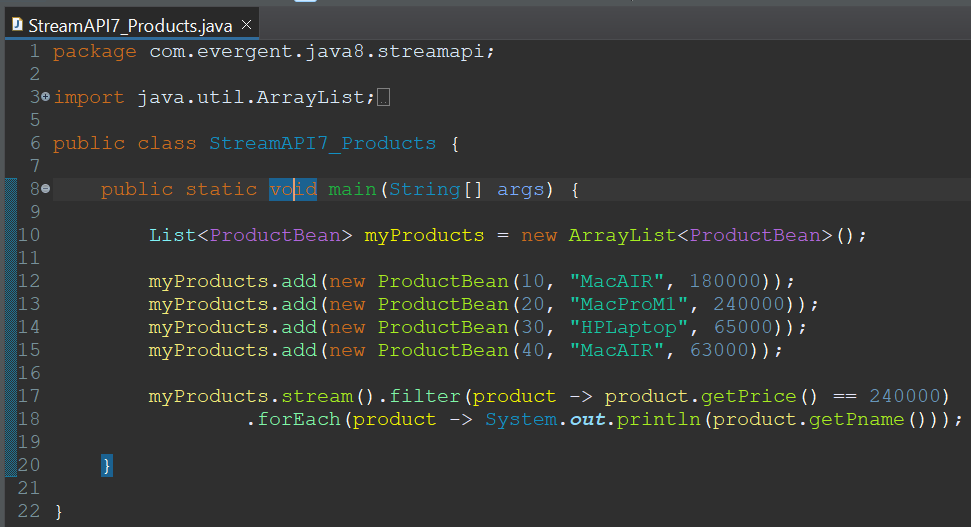 StreamAPI7_Products.java
1 package com.evergent.java8.streamapi;
2
3 import java.util.ArrayList;
5
6 public class StreamAPI7_Products {
7
8 public static void main(String[] args) {
9
10 List<ProductBean> myProducts = new ArrayList<ProductBean>();
11
12 myProducts.add(new ProductBean(10, "MacAIR", 180000));
13 myProducts.add(new ProductBean(20, "MacProM1", 240000));
14 myProducts.add(new ProductBean(30, "HPLaptop", 65000));
15 myProducts.add(new ProductBean(40, "MacAIR", 63000));
16
17 myProducts.stream().filter(product -> product.getPrice() == 240000)
18 .forEach(product -> System.out.println(product.getPname()));
19
20 }
21
22 }